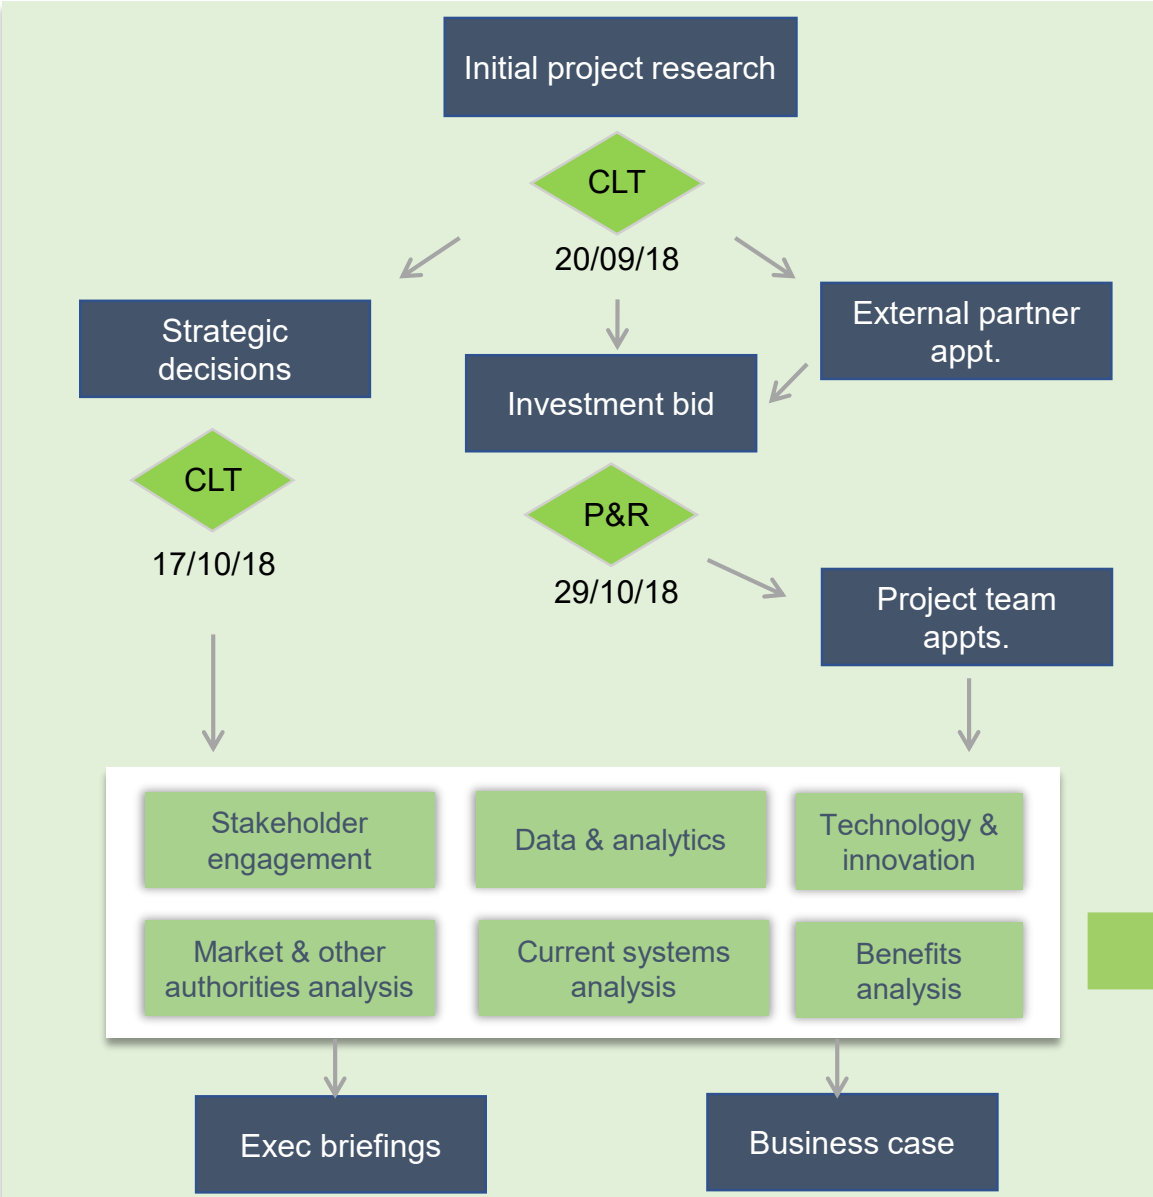 Initial project research
CLT
20/09/18
Strategic
decisions
External partner
appt.
Investment bid
CLT
17/10/18
P&R
29/10/18
Project team
appts.
Stakeholder
engagement
Data & analytics
Technology &
innovation
Market & other
authorities analysis
Current systems
analysis
Benefits
analysis
Exec briefings
Business case